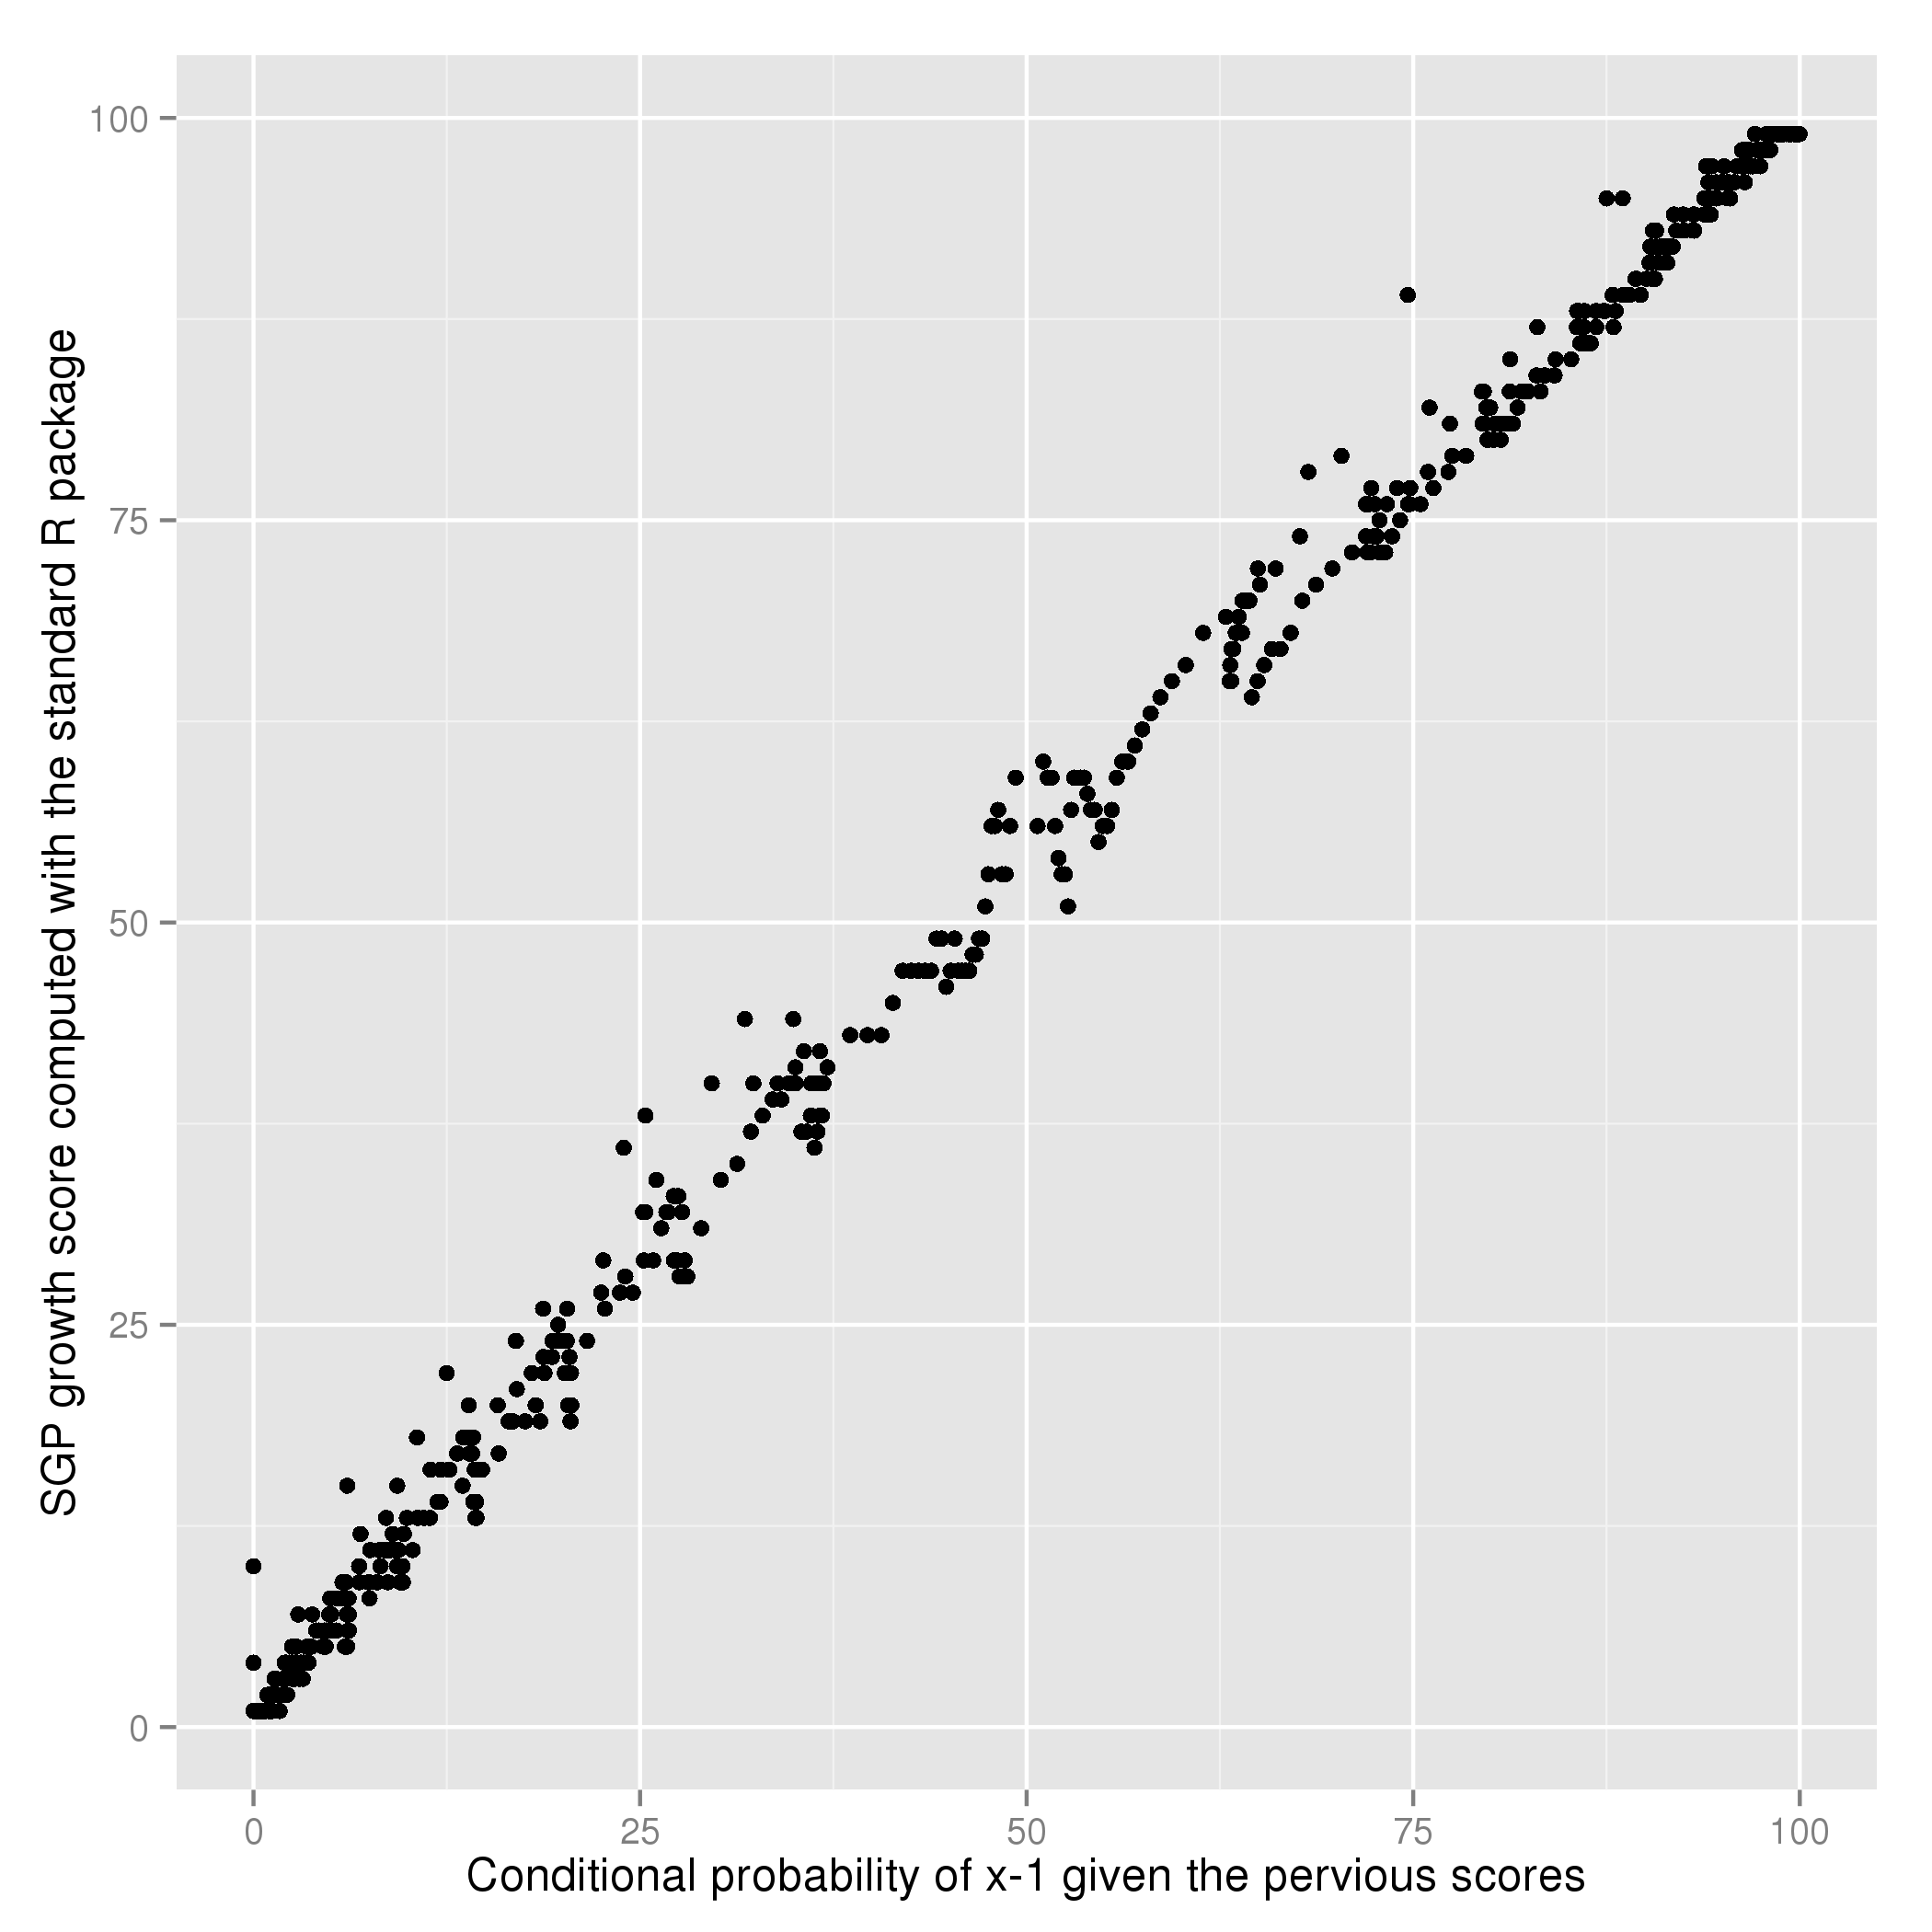 SGP growth score computed with the standard R package
100
75
50
25
0
0 25 50 75 100
Conditional probability of x-1 given the pervious scores